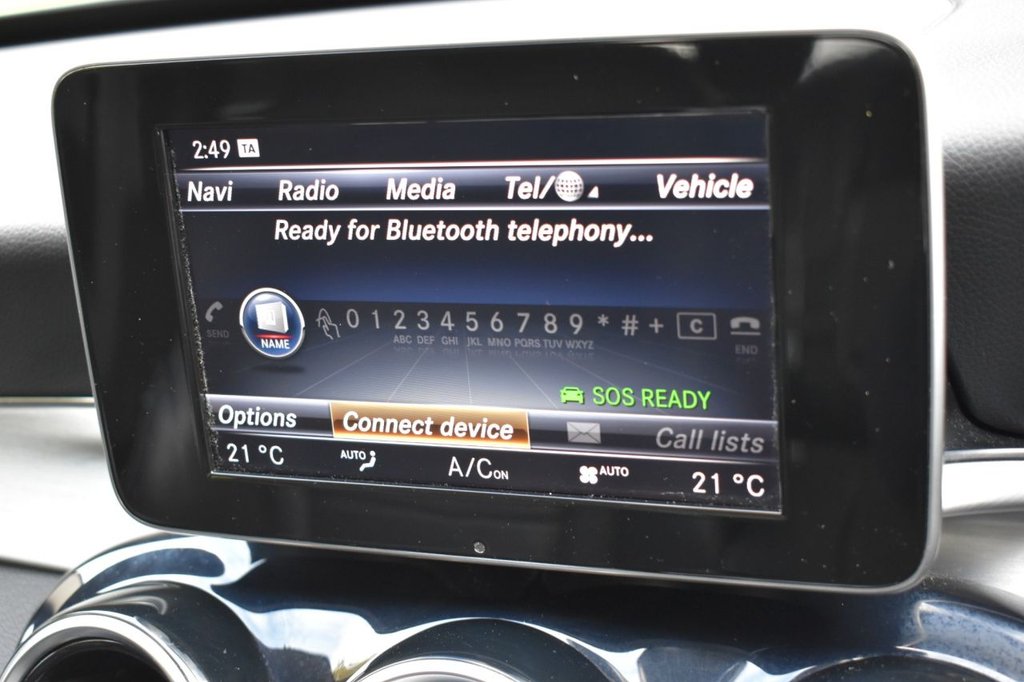 2:49 TA
Navi Radio Media Tel/ Vehicle
Ready for Bluetooth telephony...
SEND NAME 0 1 2 3 4 5 6 7 8 9 * # + C END
ABC DEF GHI JKL MNO PQRS TUV WXYZ
SOS READY
Options Connect device Call lists
21 °C AUTO A/C ON AUTO 21 °C